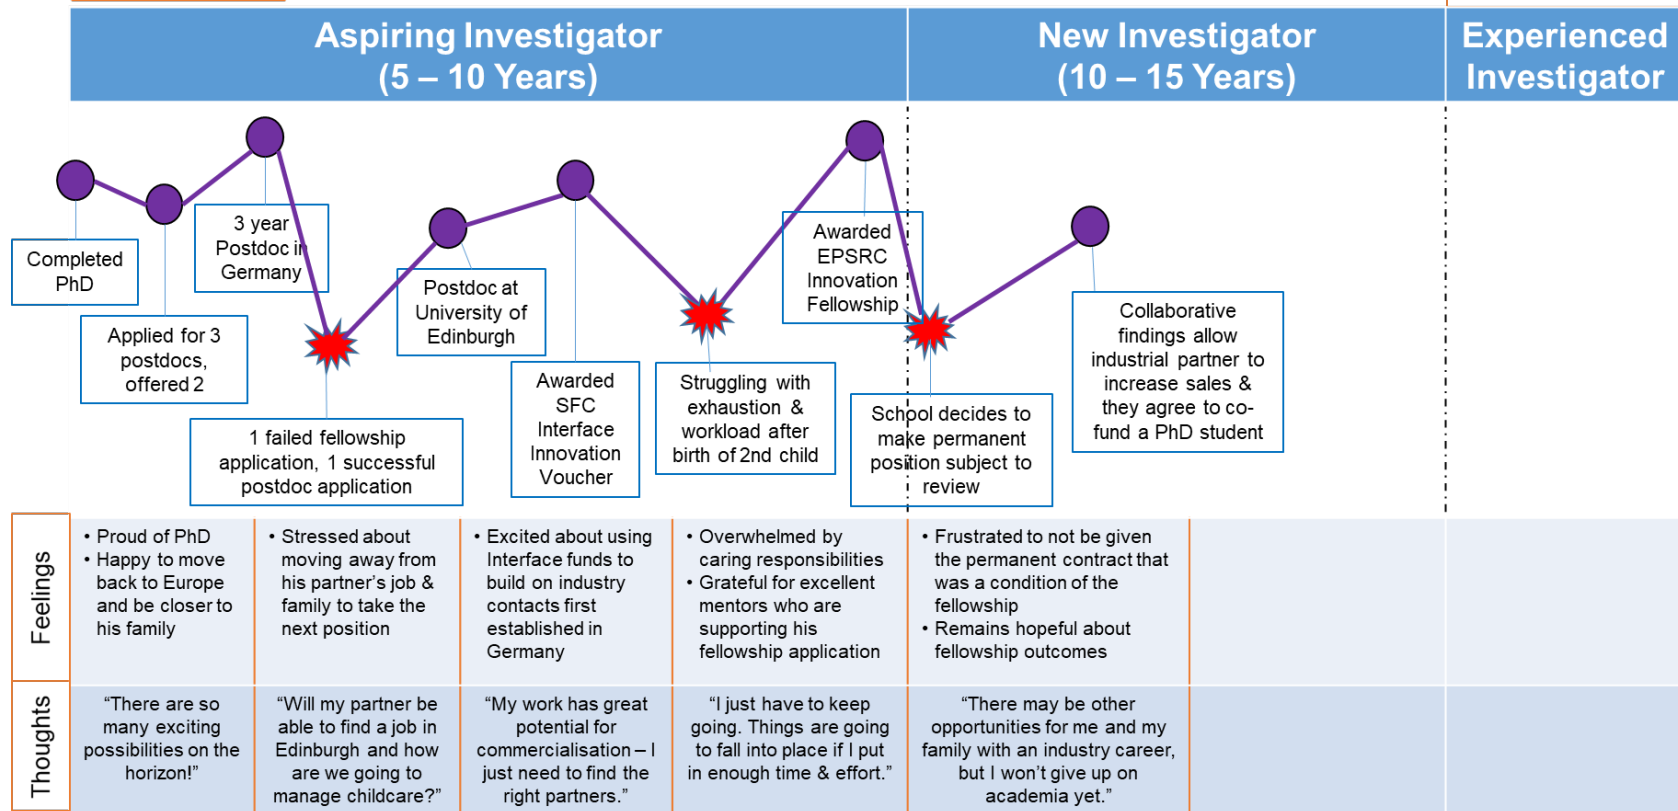 Aspiring Investigator
(5 – 10 Years)
New Investigator
(10 – 15 Years)
Experienced
Investigator
Completed
PhD
Applied for 3
postdocs,
offered 2
3 year
Postdoc in
Germany
1 failed fellowship
application, 1 successful
postdoc application
Postdoc at
University of
Edinburgh
Awarded
SFC
Interface
Innovation
Voucher
Struggling with
exhaustion &
workload after
birth of 2nd child
Awarded
EPSRC
Innovation
Fellowship
School decides to
make permanent
position subject to
review
Collaborative
findings allow
industrial partner to
increase sales &
they agree to co-
fund a PhD student
Feelings
• Proud of PhD
• Happy to move
back to Europe
and be closer to
his family
• Stressed about
moving away from
his partner’s job &
family to take the
next position
• Excited about using
Interface funds to
build on industry
contacts first
established in
Germany
• Overwhelmed by
caring responsibilities
• Grateful for excellent
mentors who are
supporting his
fellowship application
• Frustrated to not be given
the permanent contract that
was a condition of the
fellowship
• Remains hopeful about
fellowship outcomes
Thoughts
“There are so
many exciting
possibilities on the
horizon!”
“Will my partner be
able to find a job in
Edinburgh and how
are we going to
manage childcare?”
“My work has great
potential for
commercialisation – I
just need to find the
right partners.”
“I just have to keep
going. Things are going
to fall into place if I put
in enough time & effort.”
“There may be other
opportunities for me and my
family with an industry career,
but I won’t give up on
academia yet.”